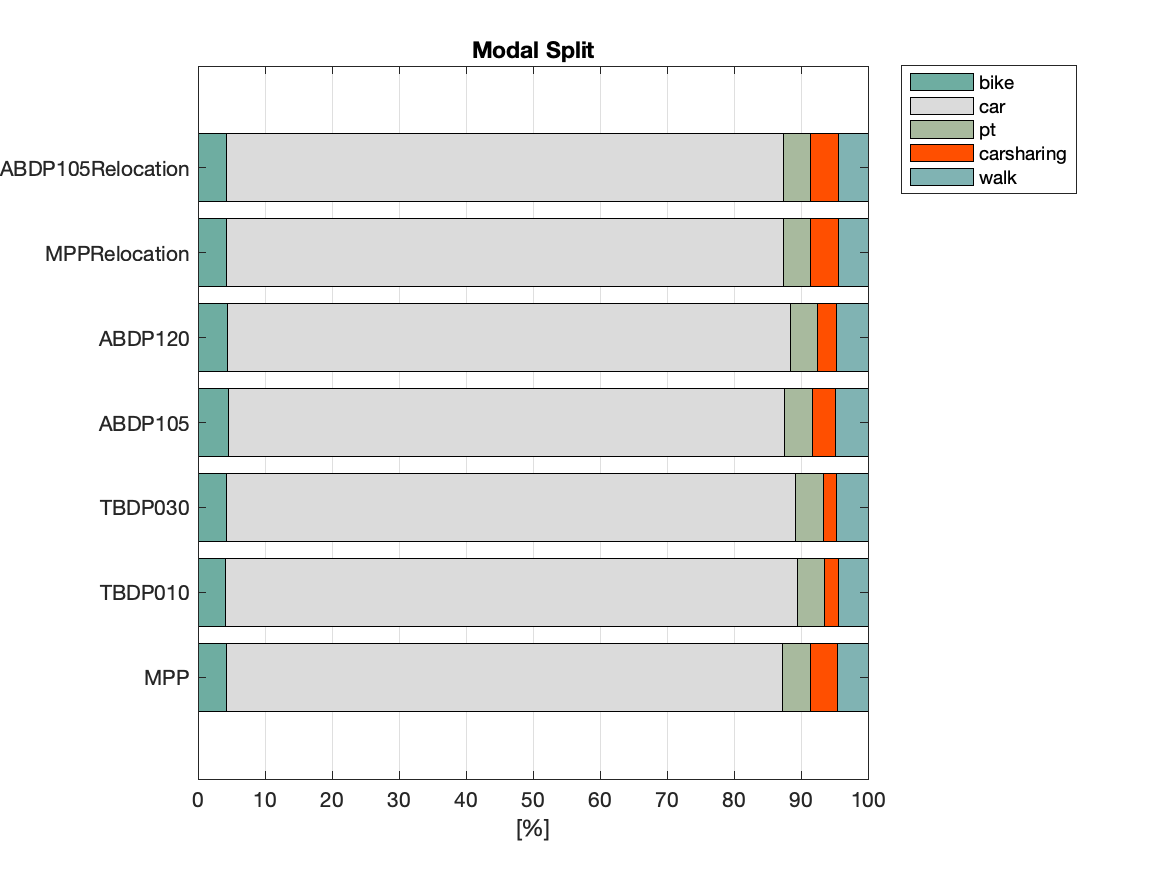 Modal Split
bike
car
pt
carsharing
walk
ABDP105Relocation
MPPRelocation
ABDP120
ABDP105
TBDP030
TBDP010
MPP
0 10 20 30 40 50 60 70 80 90 100
[%]